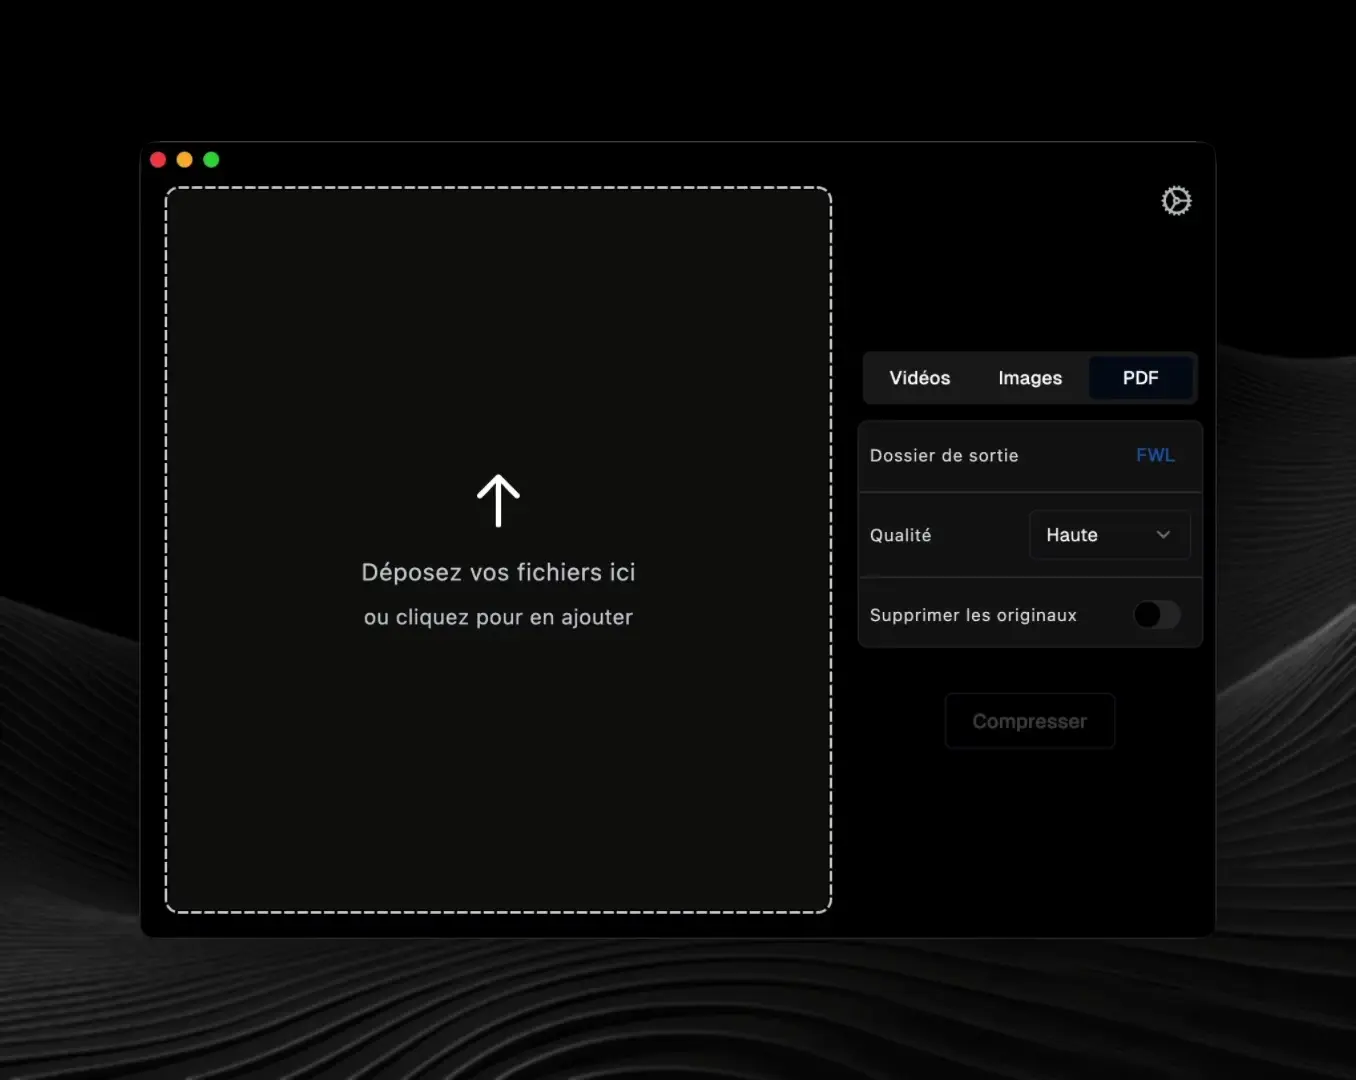 Déposez vos fichiers ici
ou cliquez pour en ajouter
Vidéos Images PDF
Dossier de sortie FWL
Qualité Haute
Supprimer les originaux
Compresser